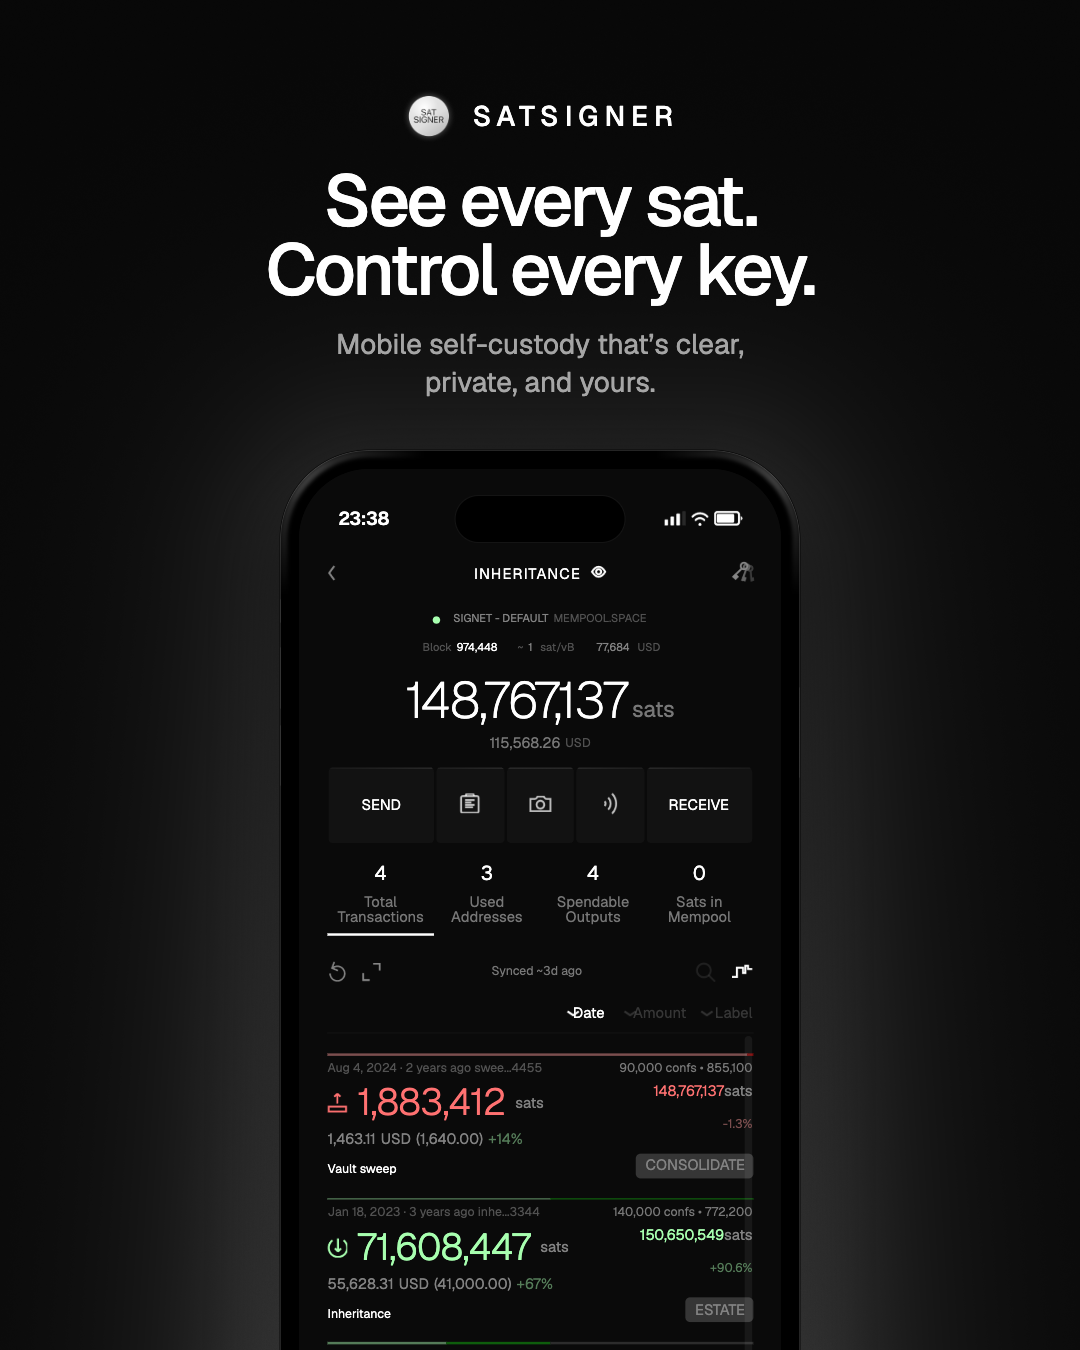 SAT
SIGNER
SATSIGNER
See every sat.
Control every key.
Mobile self-custody that’s clear,
private, and yours.
23:38
INHERITANCE
SIGNET - DEFAULT MEMPOOL.SPACE
Block 974,448 ~ 1 sat/vB 77,684 USD
148,767,137 sats
115,568.26 USD
SEND RECEIVE
4 3 4 0
Total Used Spendable Sats in
Transactions Addresses Outputs Mempool
Synced ~3d ago
Date Amount Label
Aug 4, 2024 · 2 years ago swee...4455 90,000 confs • 855,100
1,883,412 sats 148,767,137sats
-1.3%
1,463.11 USD (1,640.00) +14%
Vault sweep CONSOLIDATE
Jan 18, 2023 · 3 years ago inhe...3344 140,000 confs • 772,200
71,608,447 sats 150,650,549sats
+90.6%
55,628.31 USD (41,000.00) +67%
Inheritance ESTATE